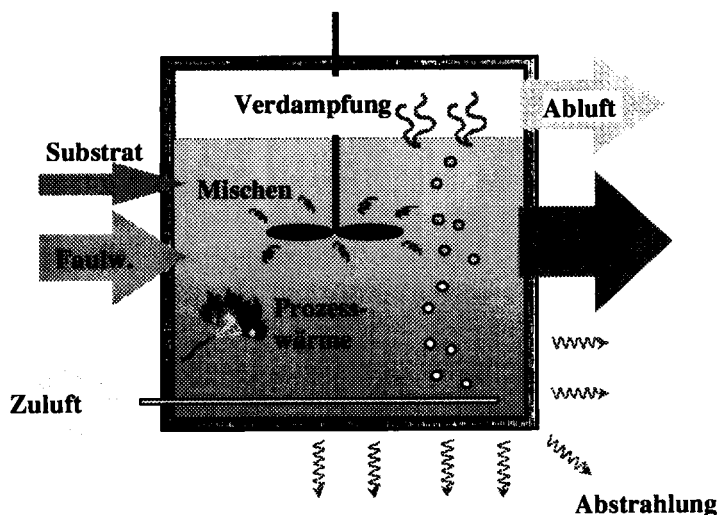 Verdampfung
Abluft
Substrat
Mischen
Faulw.
Prozess-
wärme
Zuluft
Abstrahlung